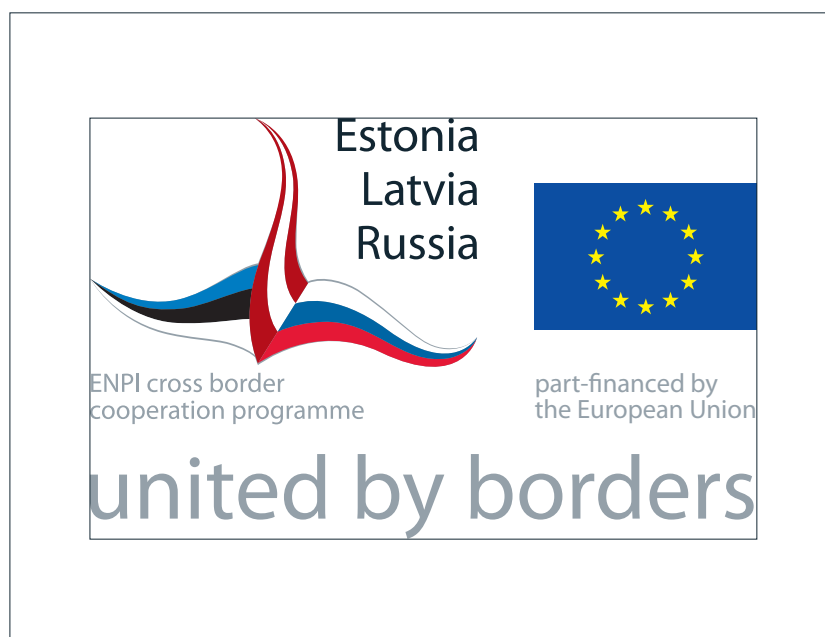 Estonia
Latvia
Russia
ENPI cross border
cooperation programme
part-financed by
the European Union
united by borders